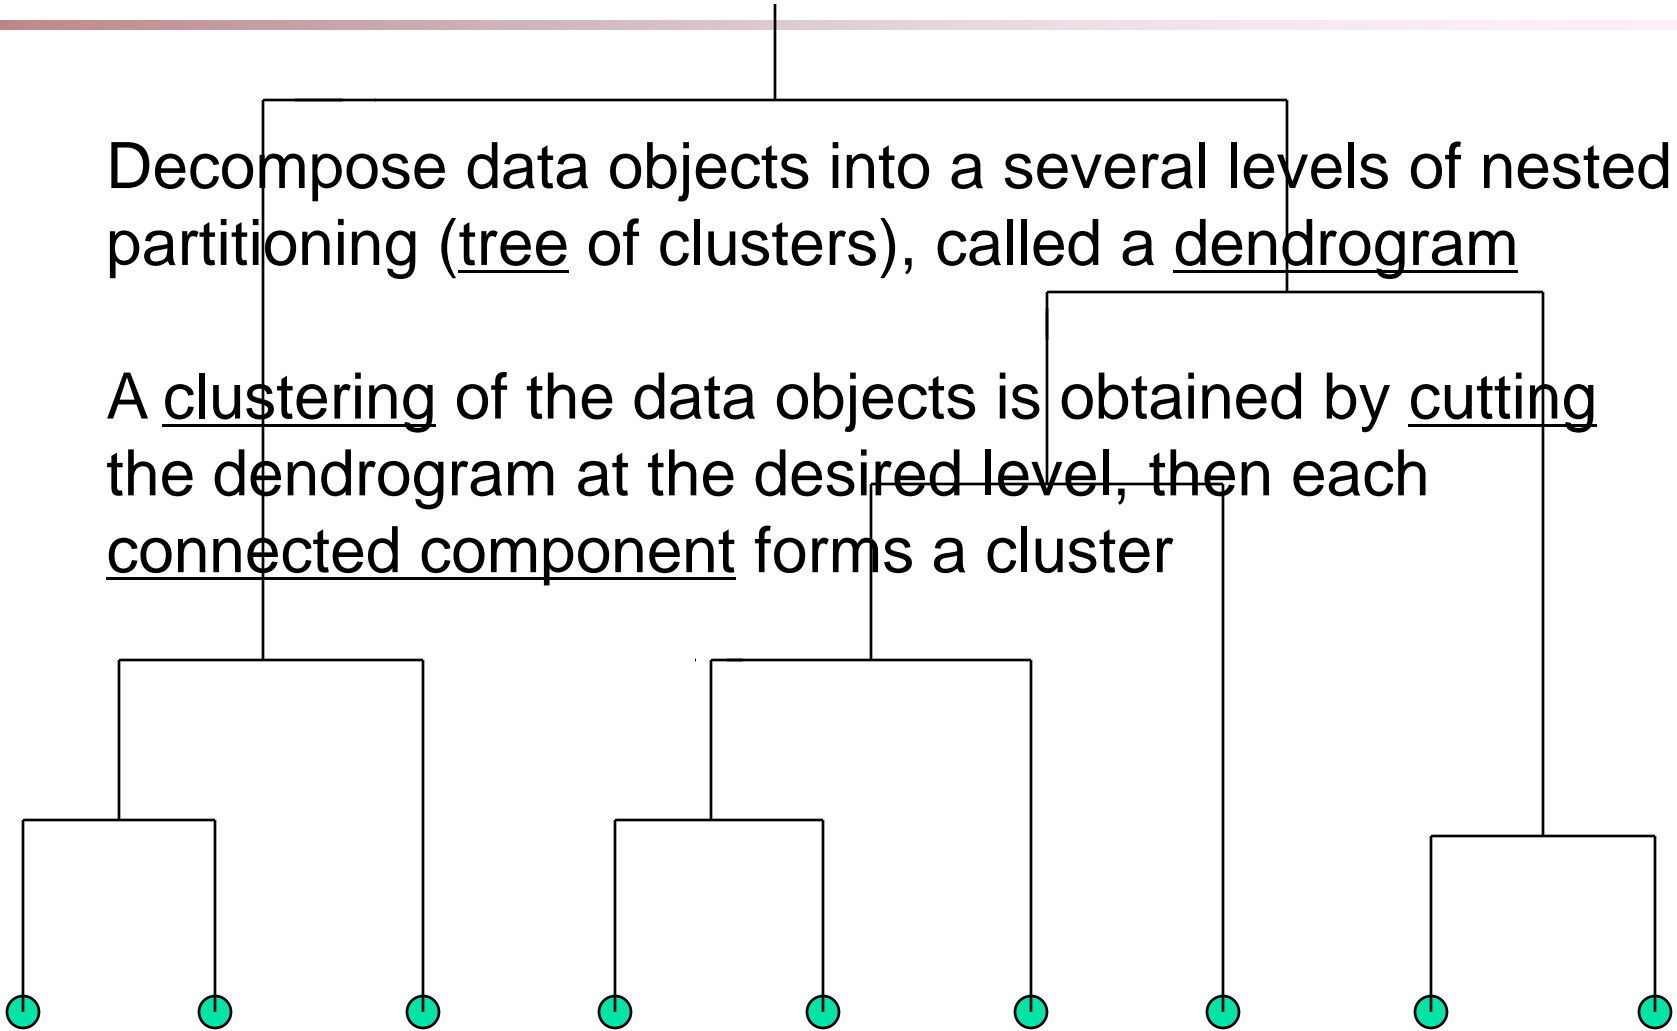 Decompose data objects into a several levels of nested
partitioning (tree of clusters), called a dendrogram
A clustering of the data objects is obtained by cutting
the dendrogram at the desired level, then each
connected component forms a cluster